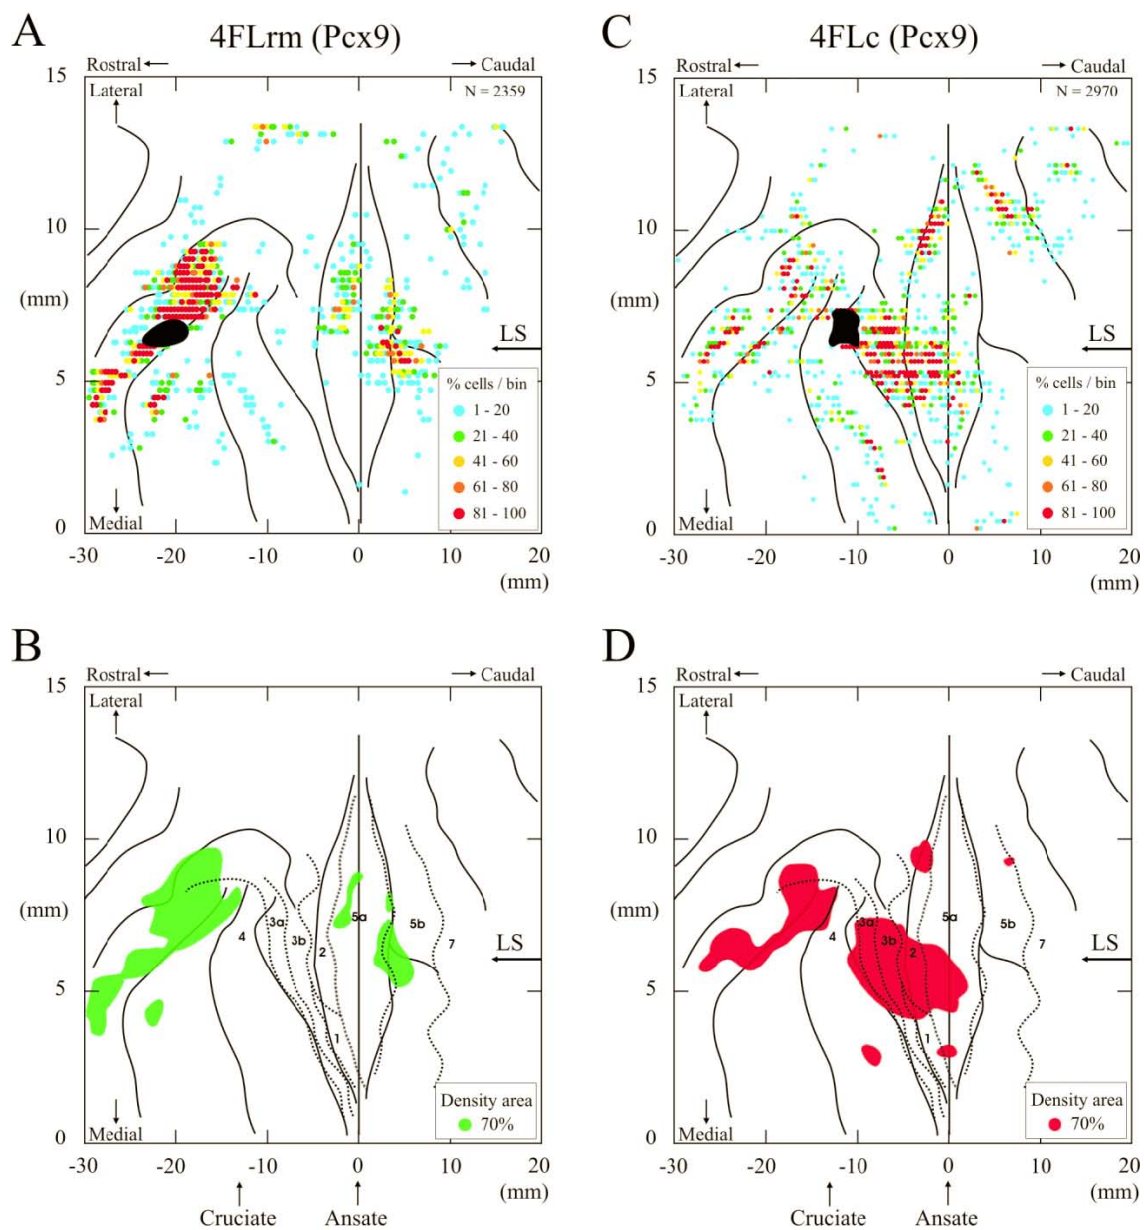 A
4FLrm (Pcx9)
Rostral
Caudal
15
Lateral
N = 2359
10
(mm)
LS
5
% cells / bin
1 - 20
21 - 40
41 - 60
61 - 80
81 - 100
Medial
0
-30 -20 -10 0 10 20
(mm)
C
4FLc (Pcx9)
Rostral
Caudal
15
Lateral
N = 2970
10
(mm)
LS
5
% cells / bin
1 - 20
21 - 40
41 - 60
61 - 80
81 - 100
Medial
0
-30 -20 -10 0 10 20
(mm)
B
Rostral
Caudal
15
Lateral
10
(mm)
4 3a 3b 2 1 5a 5b 7
LS
5
Density area
70%
Medial
0
-30 -20 -10 0 10 20
(mm)
Cruciate
Ansate
D
Rostral
Caudal
15
Lateral
10
(mm)
4 3a 3b 2 1 5a 5b 7
LS
5
Density area
70%
Medial
0
-30 -20 -10 0 10 20
(mm)
Cruciate
Ansate